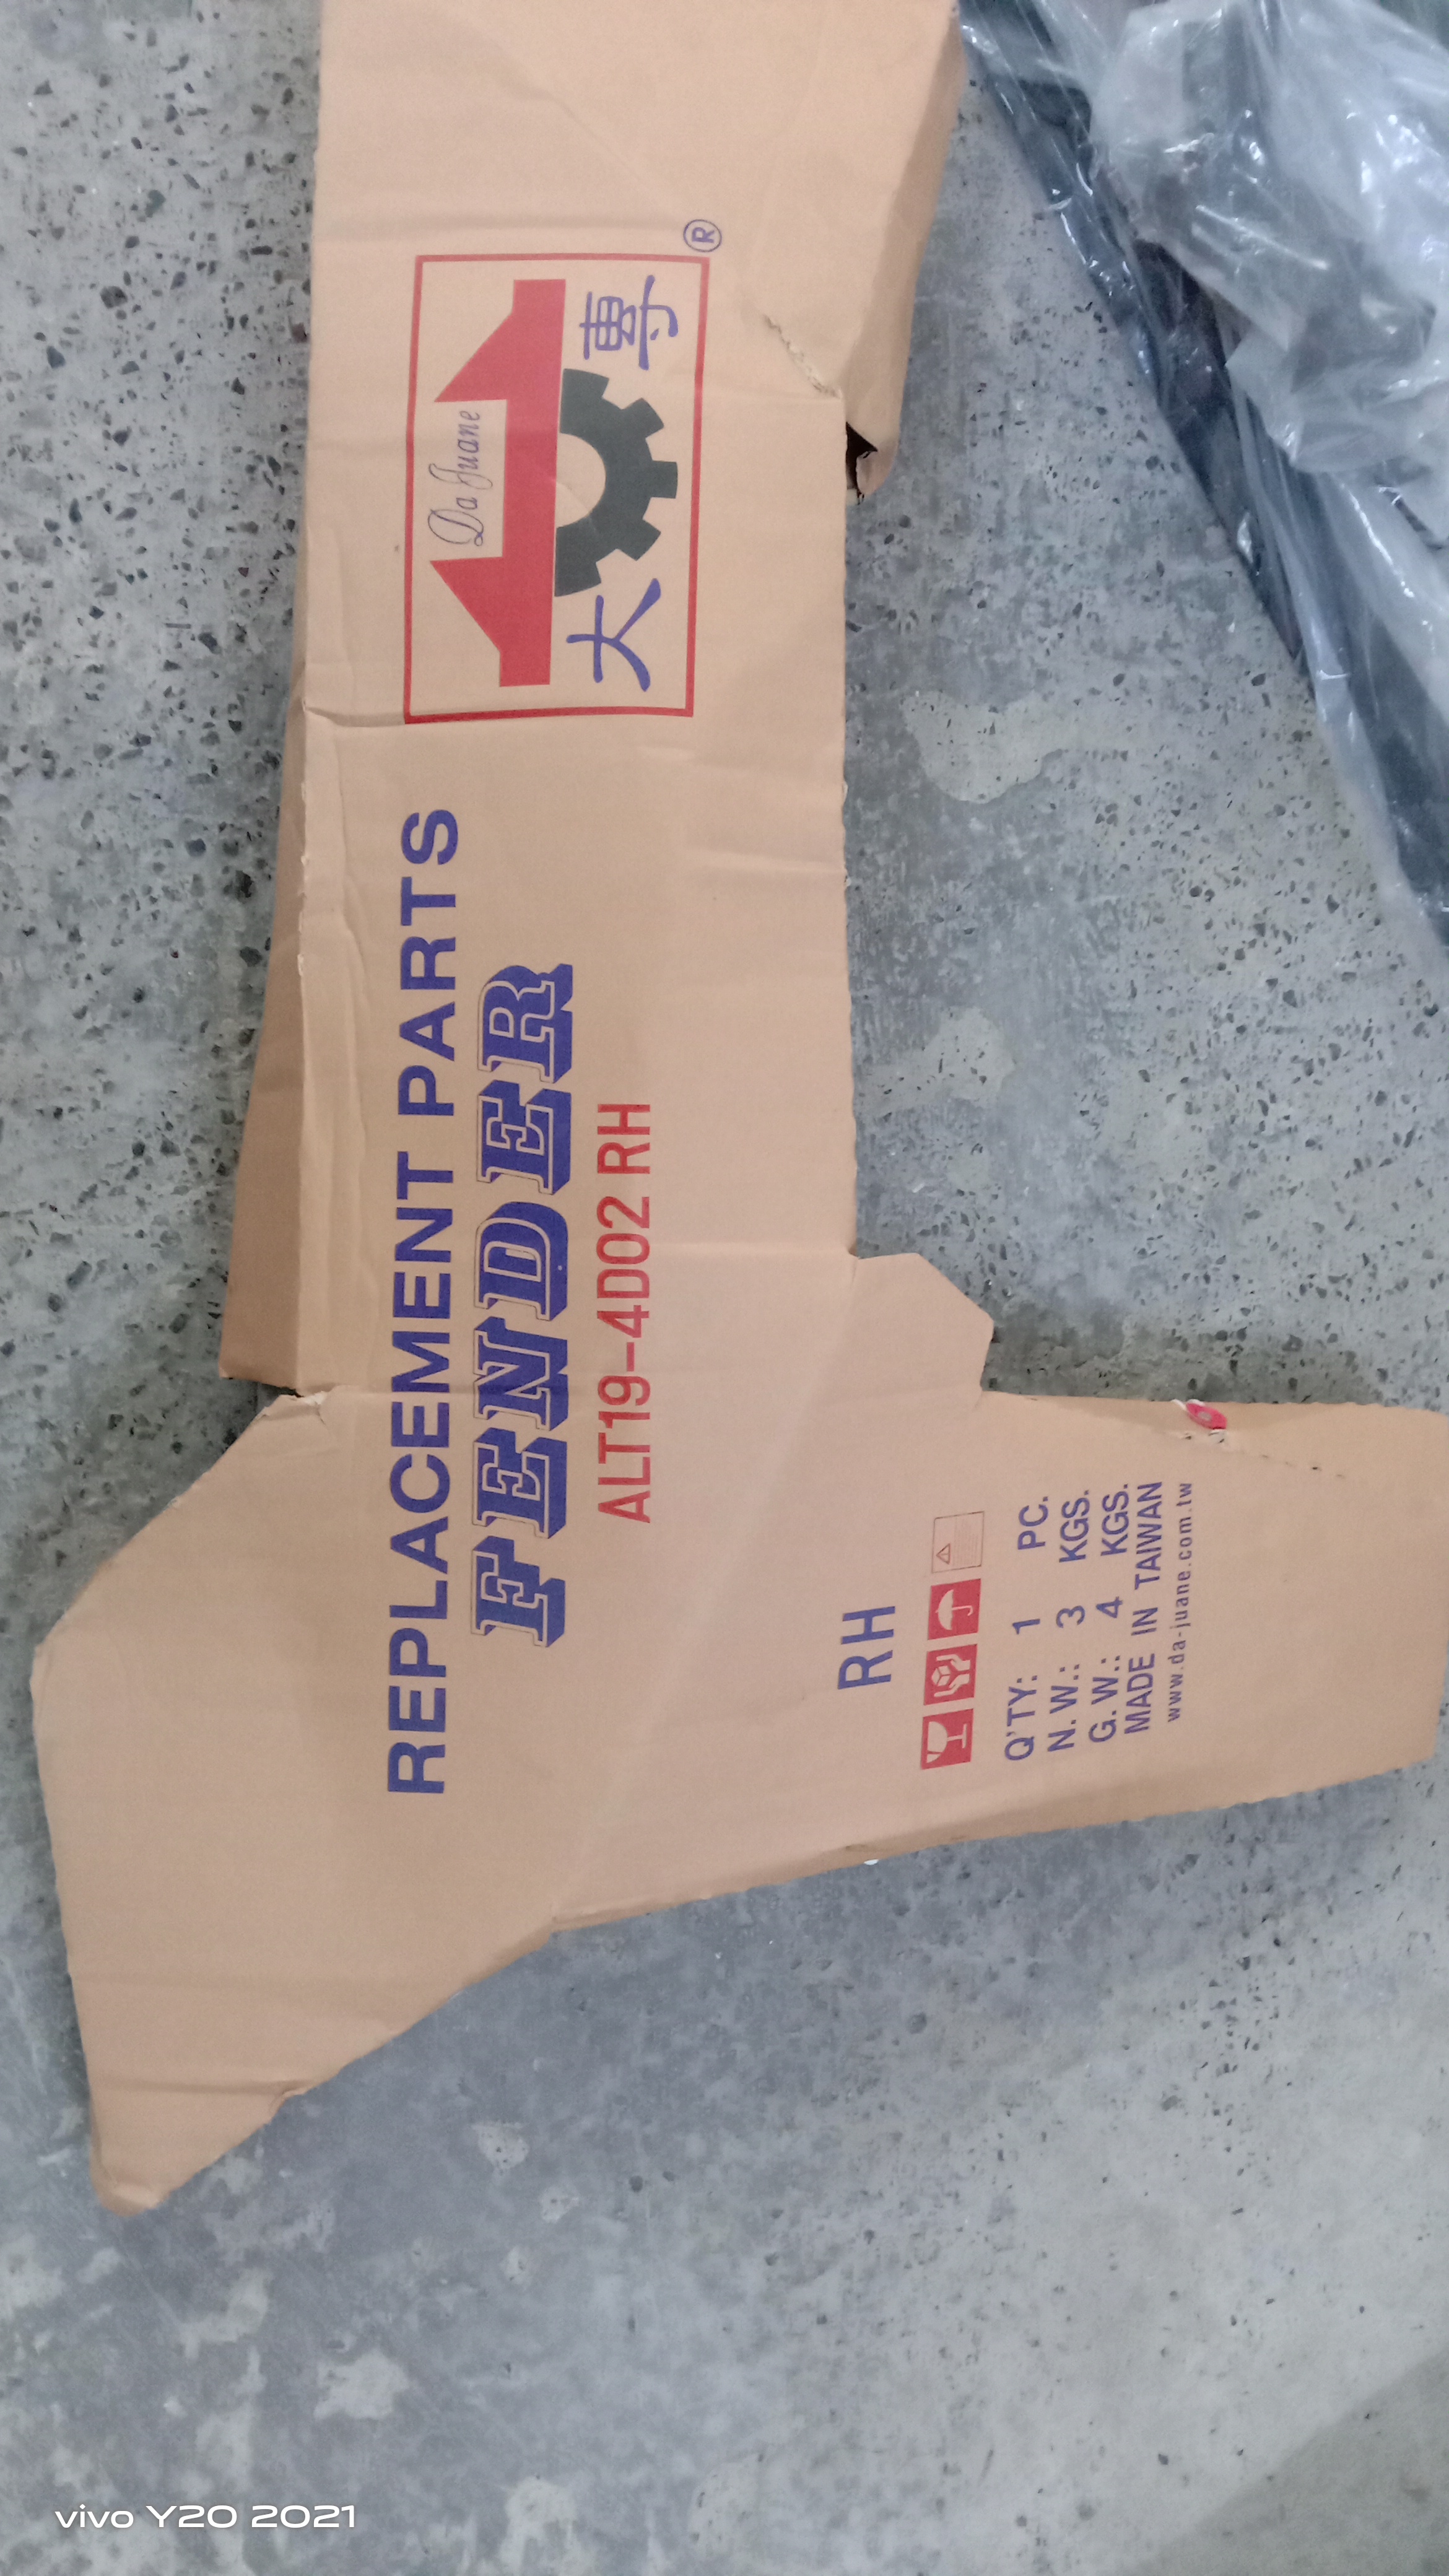 REPLACEMENT PARTS
FENDER
ALT19-4D02 RH
Da Juane
大 專
®
RH
Q'TY: 1 PC.
N. W.: 3 KGS.
G. W.: 4 KGS.
MADE IN TAIWAN
www.da-juane.com.tw
vivo Y20 2021